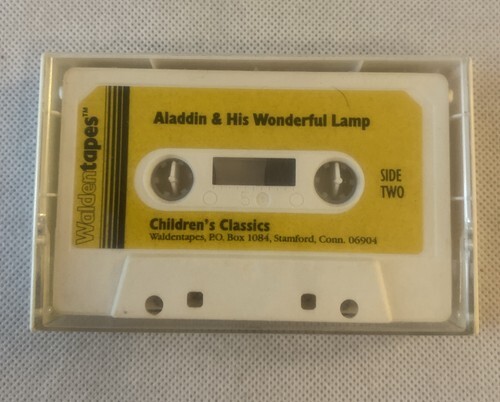 Waldentapes™
Aladdin & His Wonderful Lamp
SIDE
TWO
Children's Classics
Waldentapes, P.O. Box 1084, Stamford, Conn. 06904